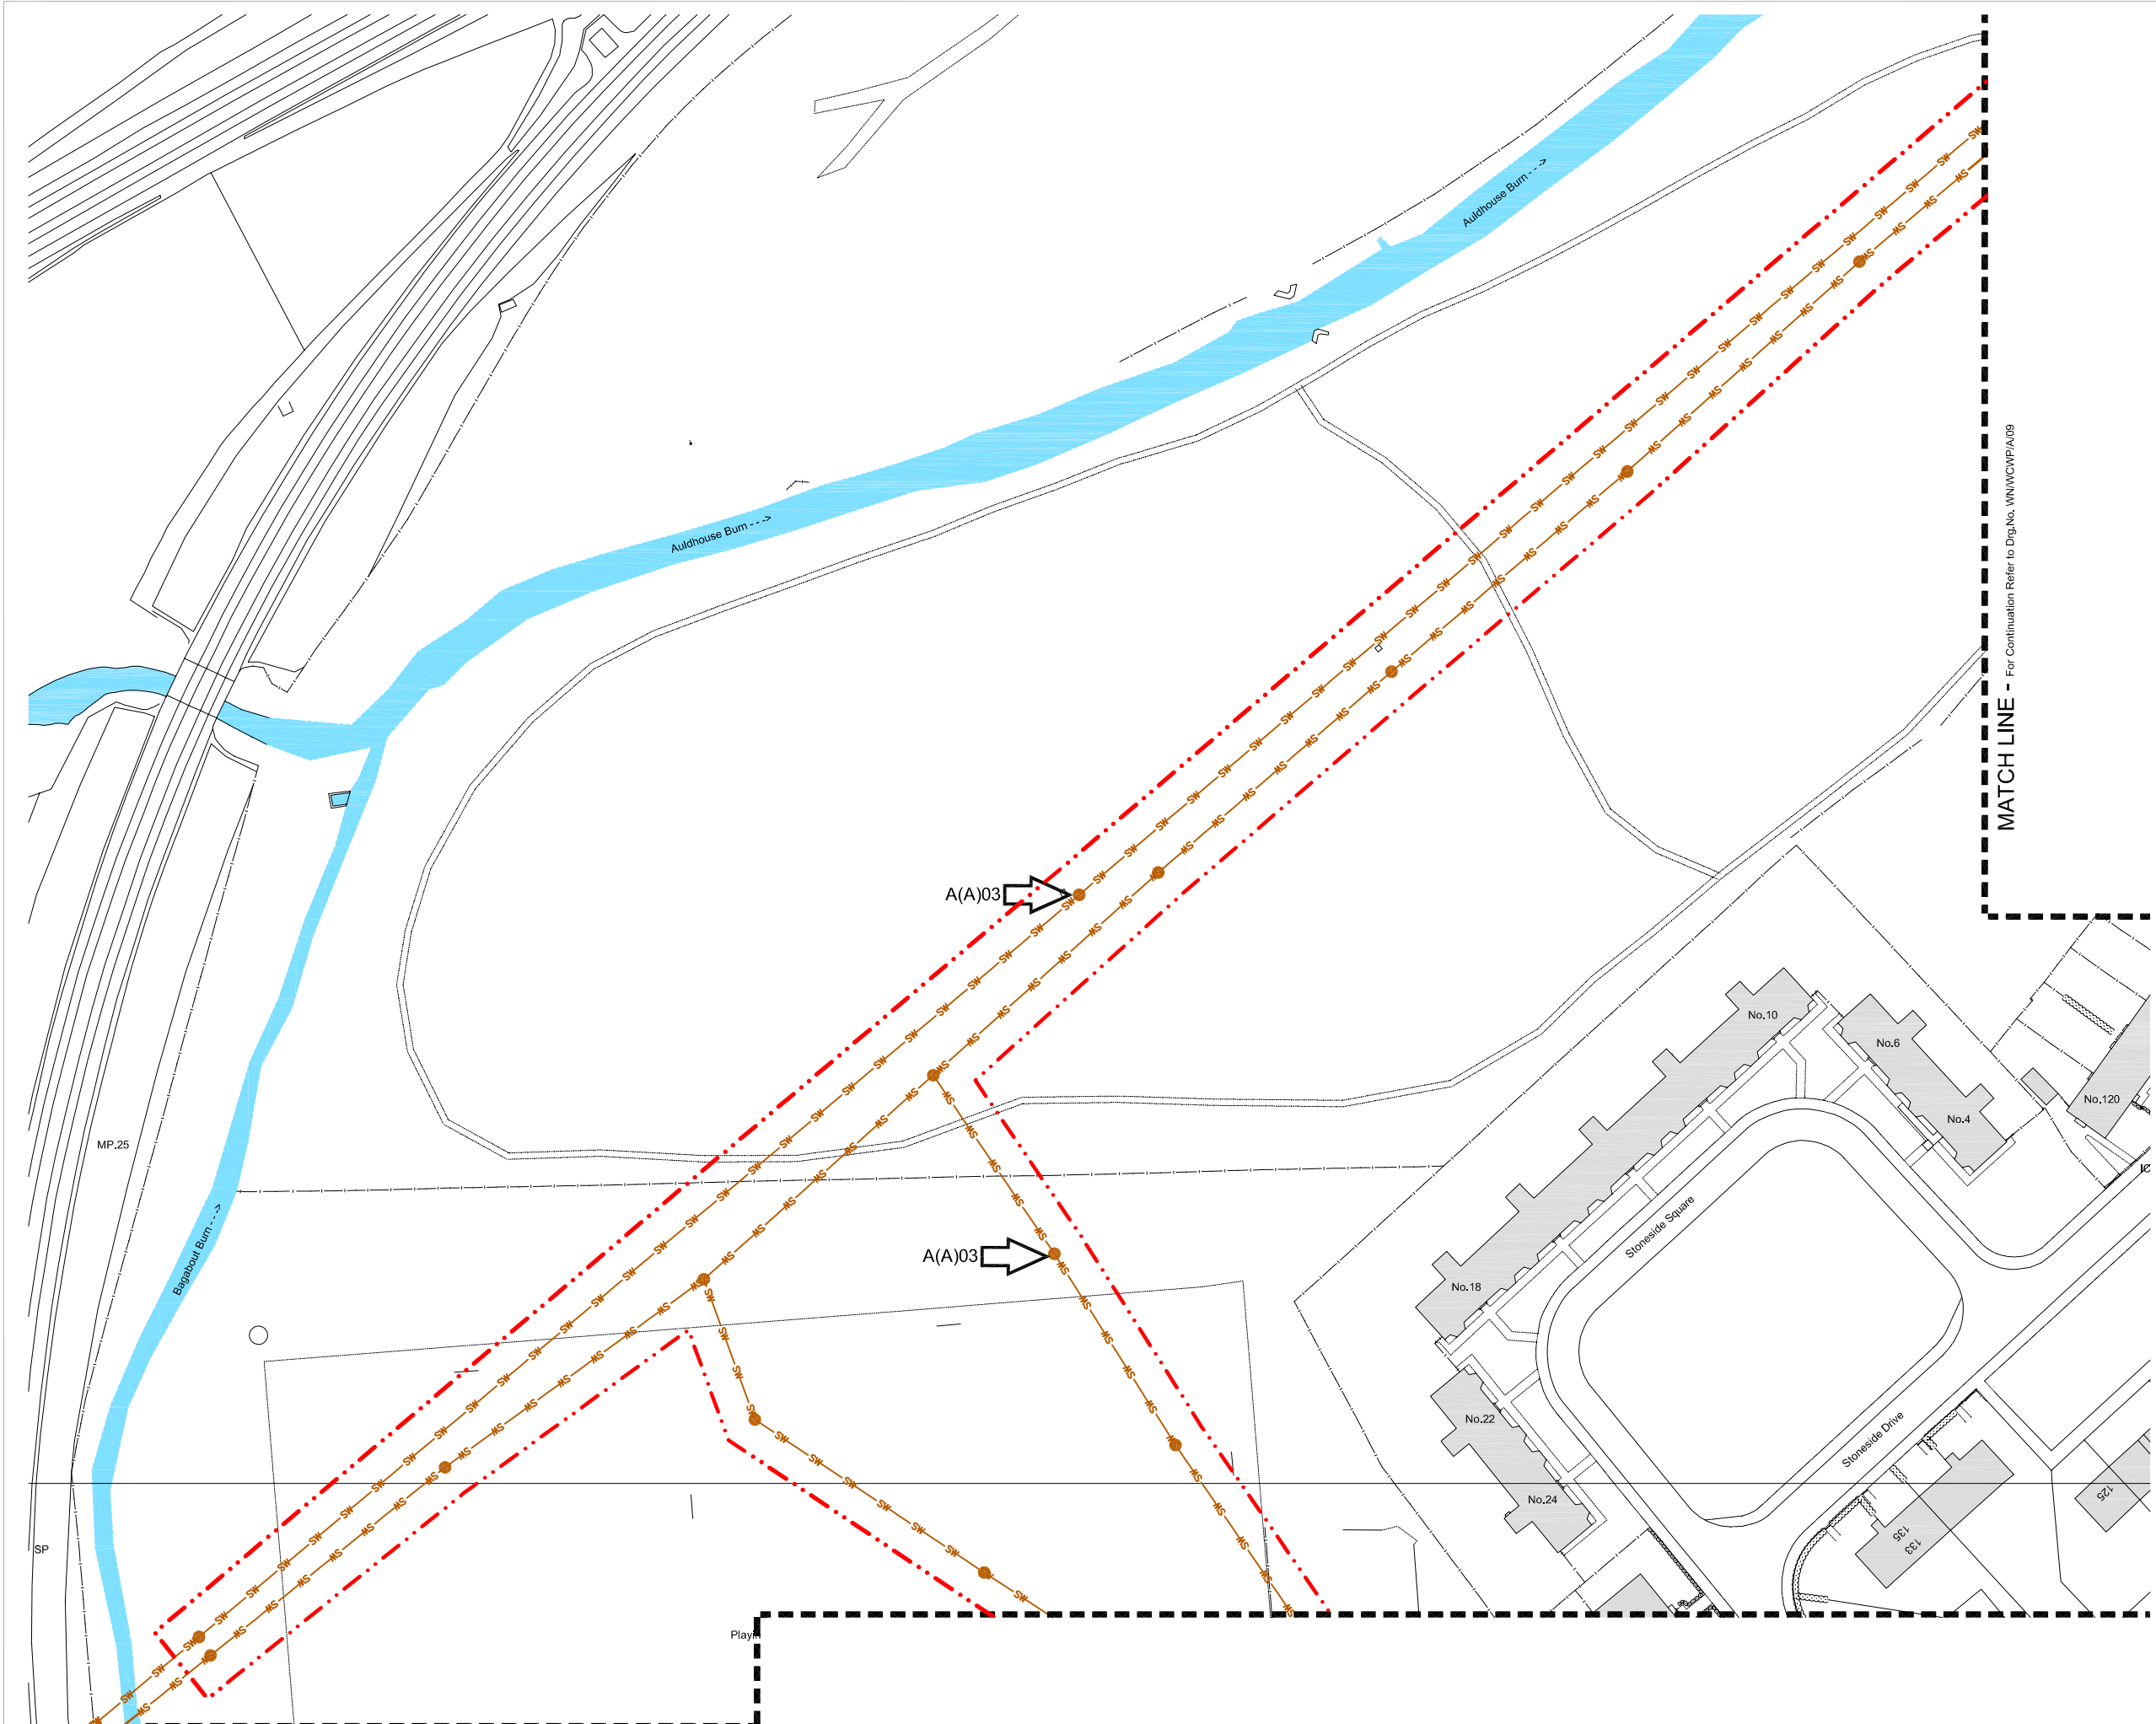 Auldhouse Burn - - ->
MATCH LINE - For Continuation Refer to Drg.No. WN/WCWP/A/09
Auldhouse Burn - - ->
A(A)03
No.10
No.6
No.120
No.4
MP.25
IC
Stoneside Square
Bagabout Burn - - ->
A(A)03
No.18
No.22
Stoneside Drive
No.24
125
135
133
SP
Playin
SW